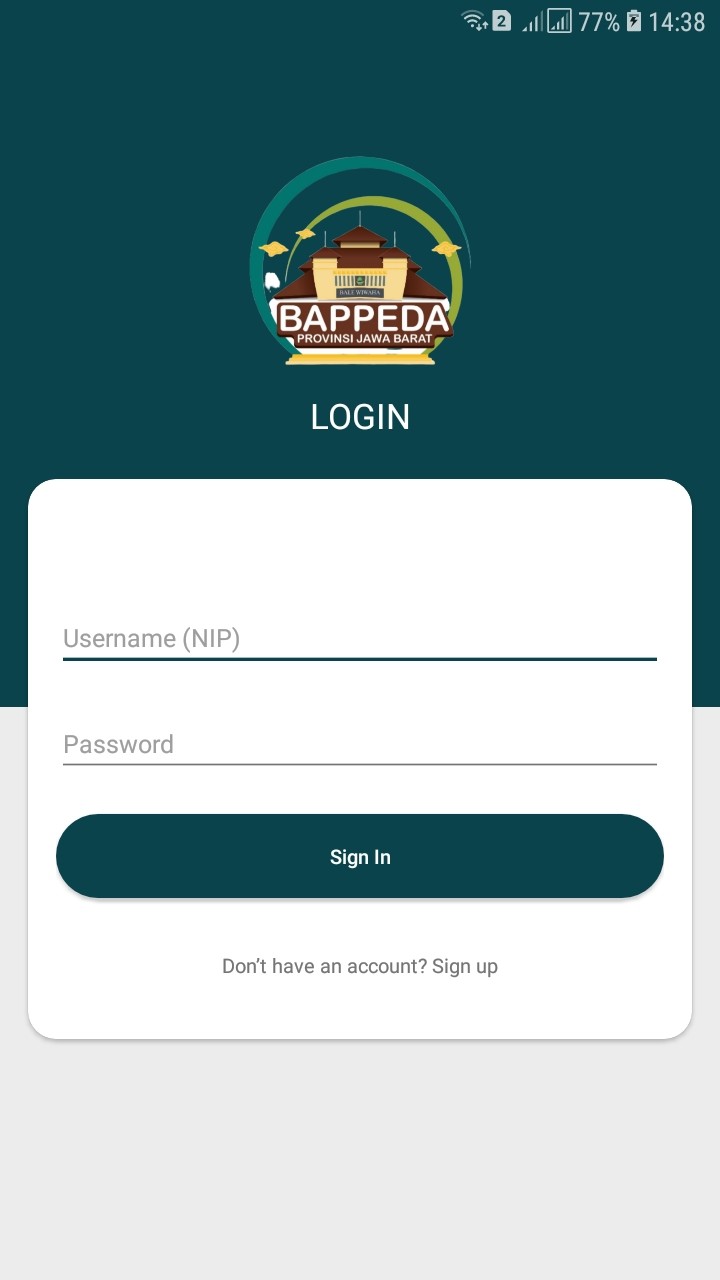 2 77% 14:38
BALE WIWAHA
BAPPEDA
PROVINSI JAWA BARAT
LOGIN
Username (NIP)
Password
Sign In
Don’t have an account? Sign up